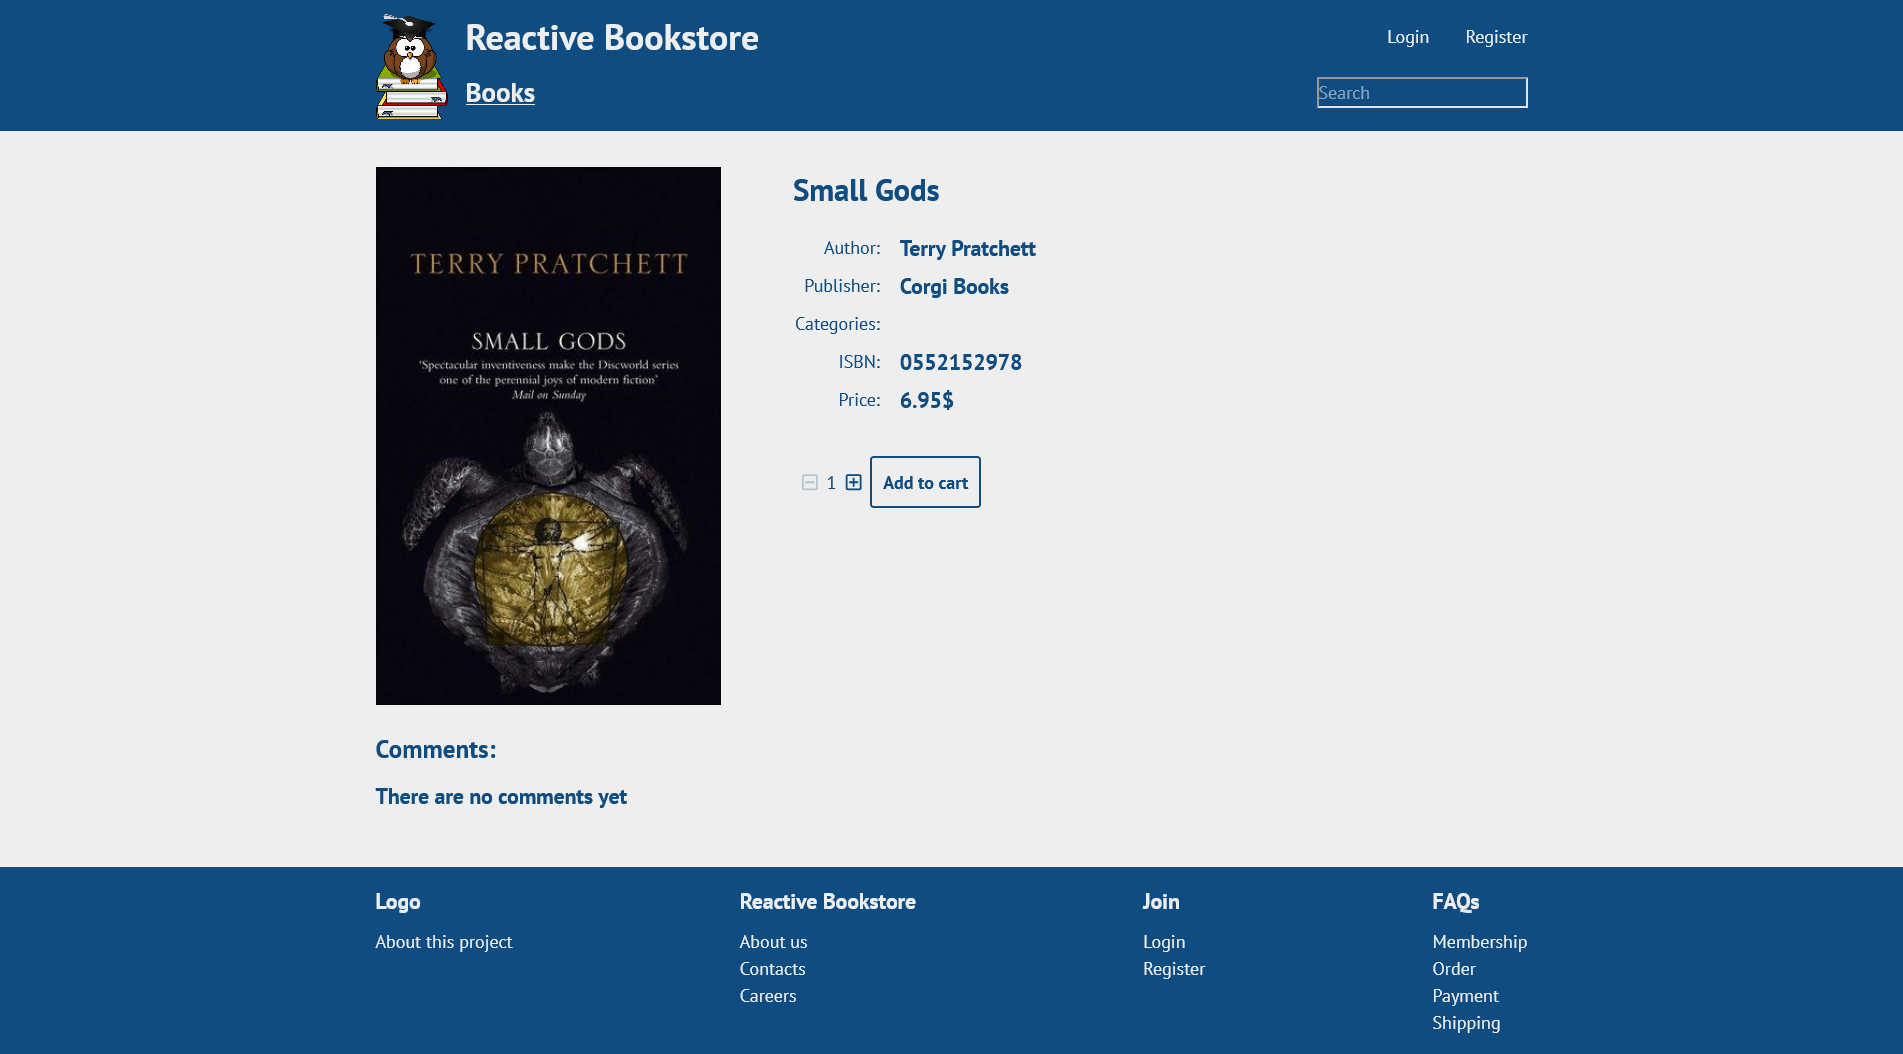 Reactive Bookstore
Login
Register
Books
Search
TERRY PRATCHETT
SMALL GODS
'Spectacular inventiveness make the Discworld series
one of the perennial joys of modern fiction'
Mail on Sunday
Small Gods
Author: Terry Pratchett
Publisher: Corgi Books
Categories:
ISBN: 0552152978
Price: 6.95$
1
Add to cart
Comments:
There are no comments yet
Logo
About this project
Reactive Bookstore
About us
Contacts
Careers
Join
Login
Register
FAQs
Membership
Order
Payment
Shipping